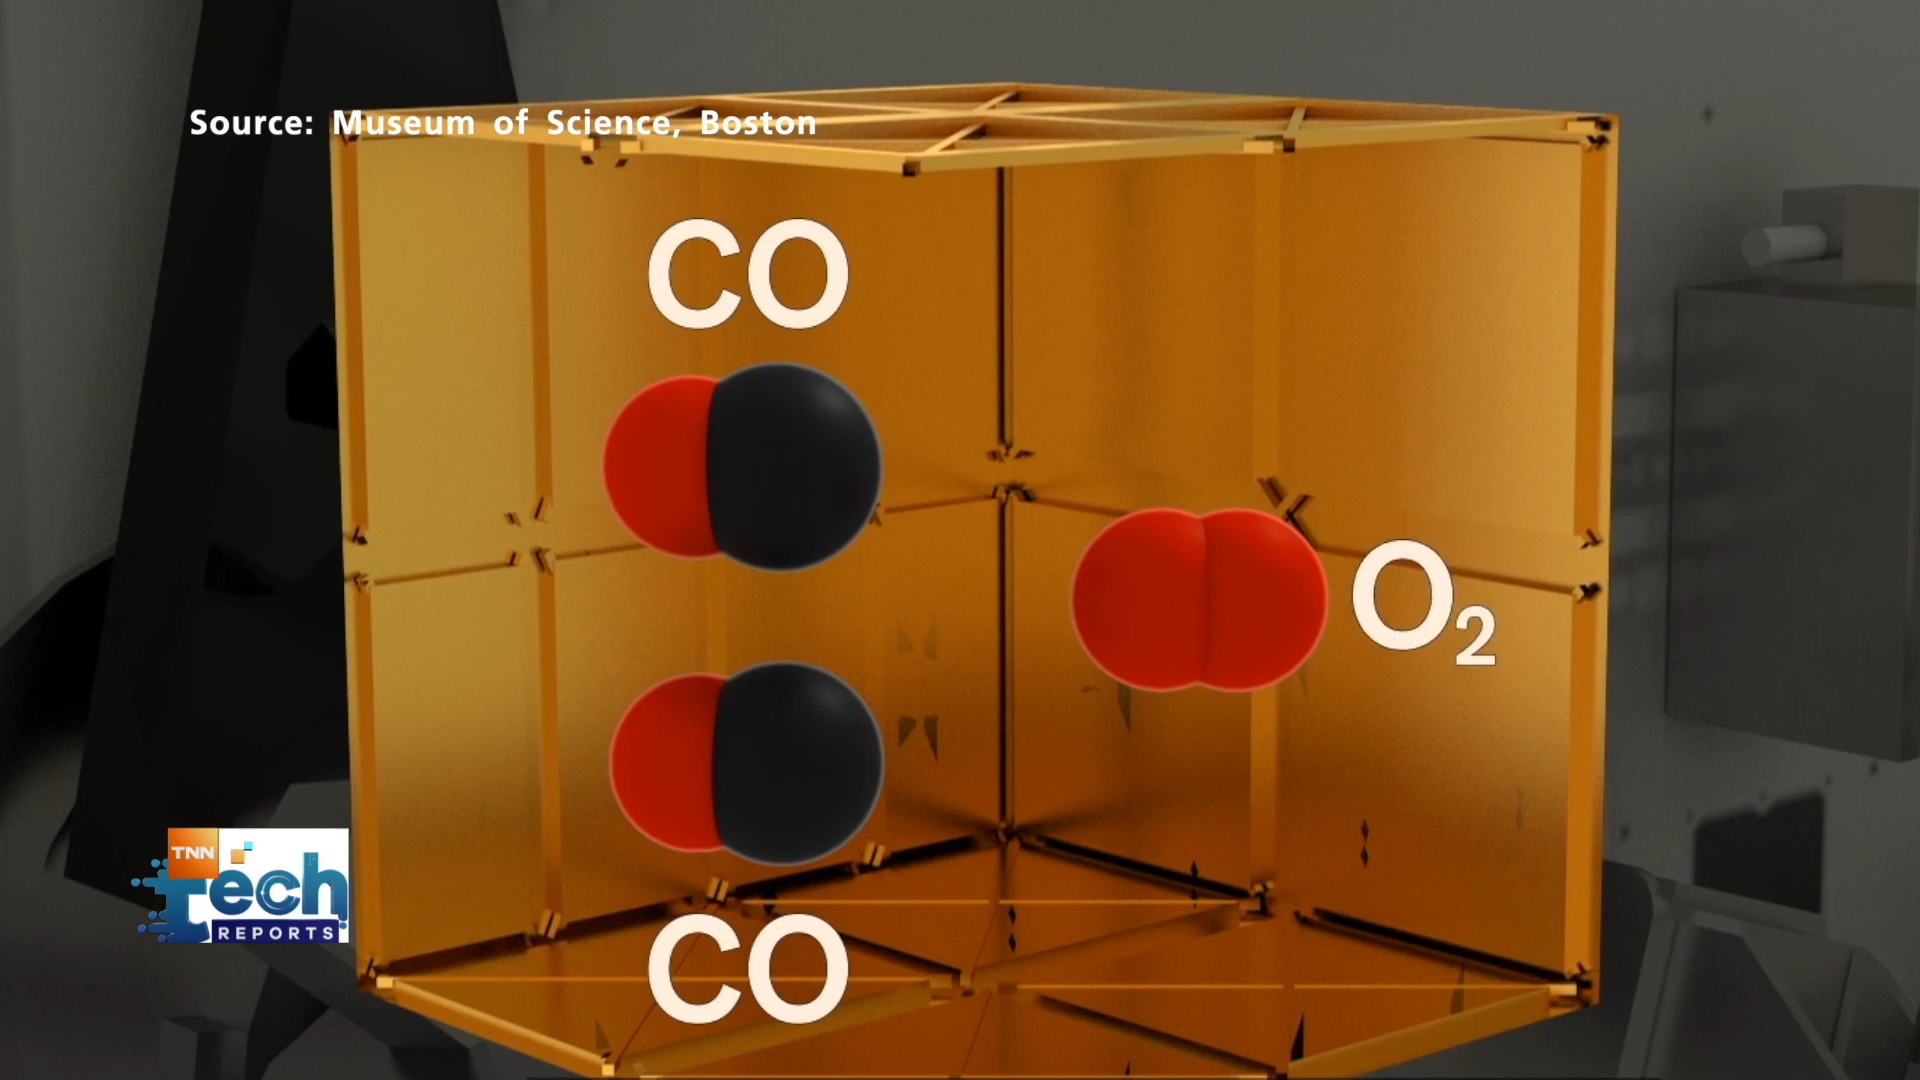 Source: Museum of Science, Boston
CO
O₂
CO
TNN
Tech
REPORTS